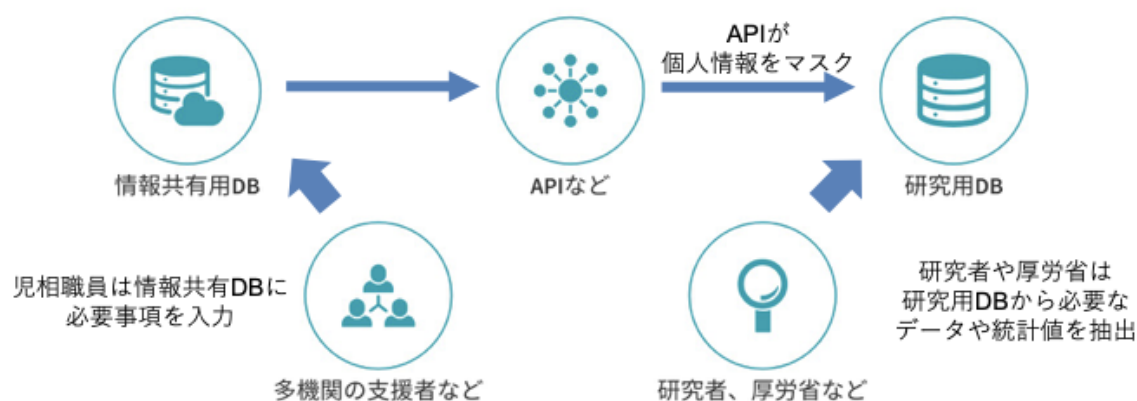 APIが
個人情報をマスク
情報共有用DB
APIなど
研究用DB
児相職員は情報共有DBに
必要事項を入力
研究者や厚労省は
研究用DBから必要な
データや統計値を抽出
多機関の支援者など
研究者、厚労省など